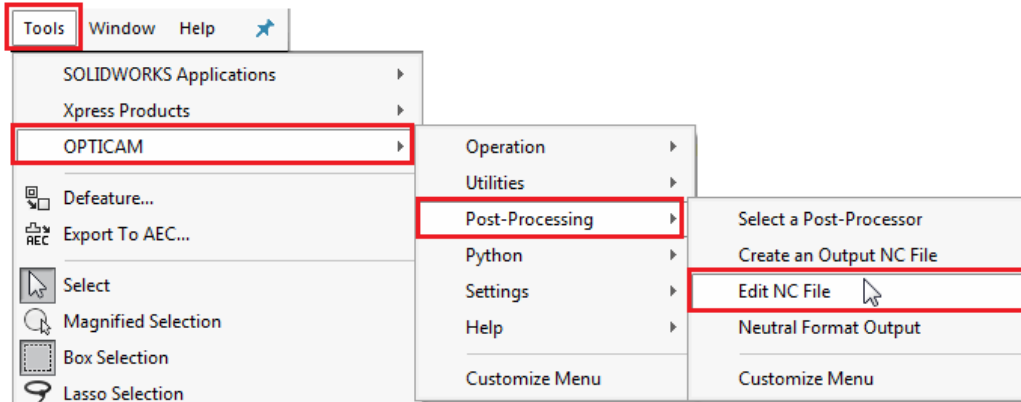 Tools Window Help
SOLIDWORKS Applications
Xpress Products
OPTICAM
Defeature...
AEC Export To AEC...
Select
Magnified Selection
Box Selection
Lasso Selection
Operation
Utilities
Post-Processing
Python
Settings
Help
Customize Menu
Select a Post-Processor
Create an Output NC File
Edit NC File
Neutral Format Output
Customize Menu